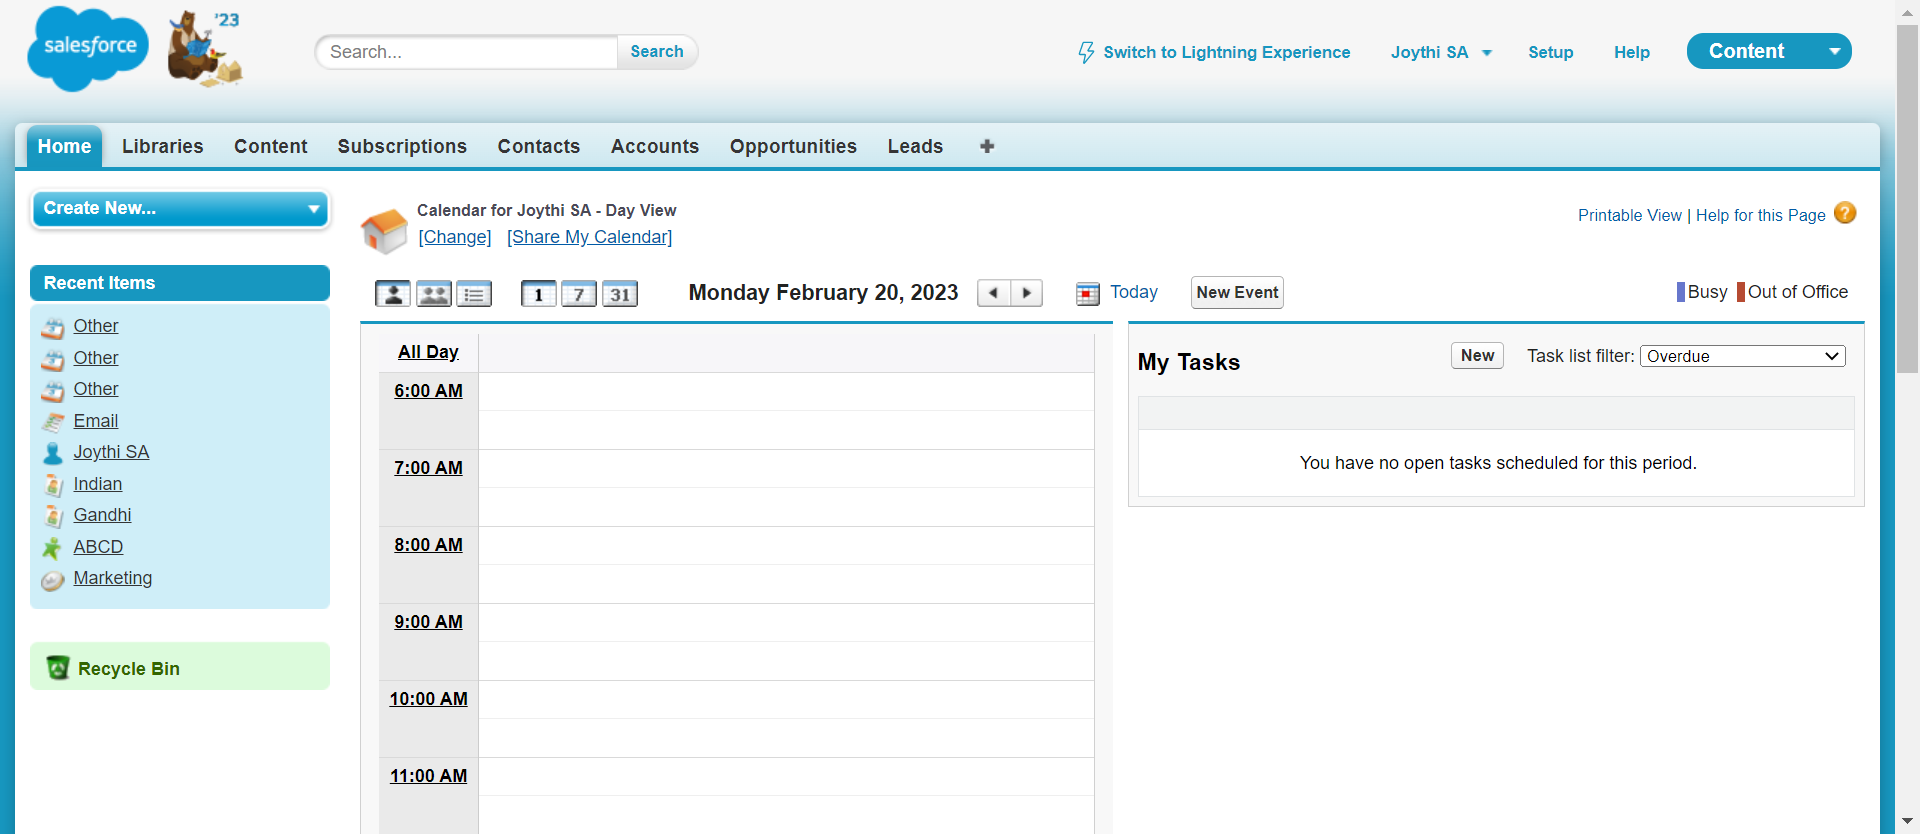 salesforce
'23
Search...
Search
Switch to Lightning Experience
Joythi SA
Setup
Help
Content
Home
Libraries
Content
Subscriptions
Contacts
Accounts
Opportunities
Leads
Create New...
Calendar for Joythi SA - Day View
[Change] [Share My Calendar]
Printable View | Help for this Page ?
Recent Items
Other
Other
Other
Email
Joythi SA
Indian
Gandhi
ABCD
Marketing
Recycle Bin
1
7
31
Monday February 20, 2023
Today
New Event
Busy
Out of Office
All Day
6:00 AM
7:00 AM
8:00 AM
9:00 AM
10:00 AM
11:00 AM
My Tasks
New
Task list filter: Overdue
You have no open tasks scheduled for this period.